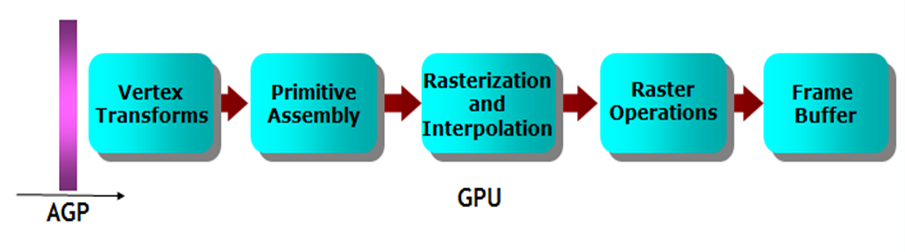 Vertex
Transforms
Primitive
Assembly
Rasterization
and
Interpolation
Raster
Operations
Frame
Buffer
AGP
GPU